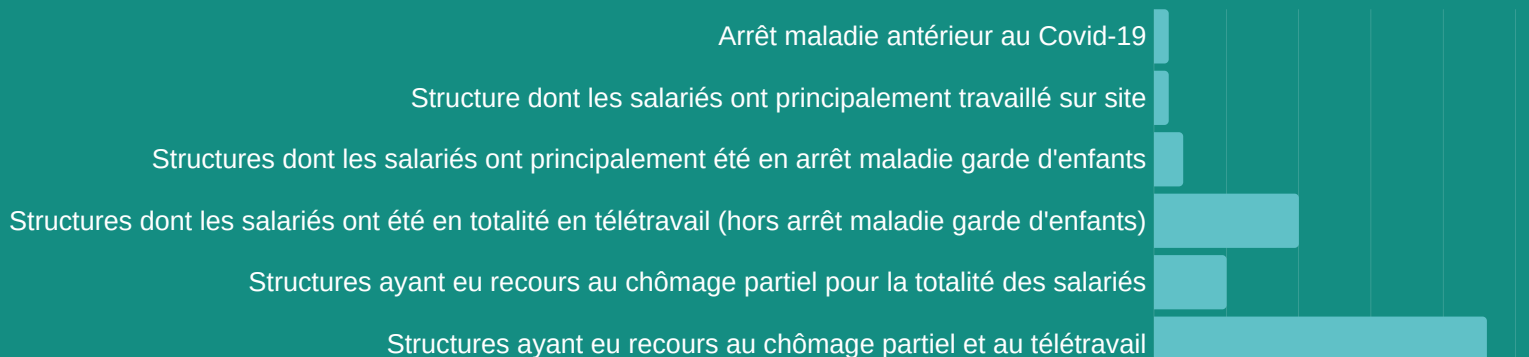 Arrêt maladie antérieur au Covid-19
Structure dont les salariés ont principalement travaillé sur site
Structures dont les salariés ont principalement été en arrêt maladie garde d'enfants
Structures dont les salariés ont été en totalité en télétravail (hors arrêt maladie garde d'enfants)
Structures ayant eu recours au chômage partiel pour la totalité des salariés
Structures ayant eu recours au chômage partiel et au télétravail